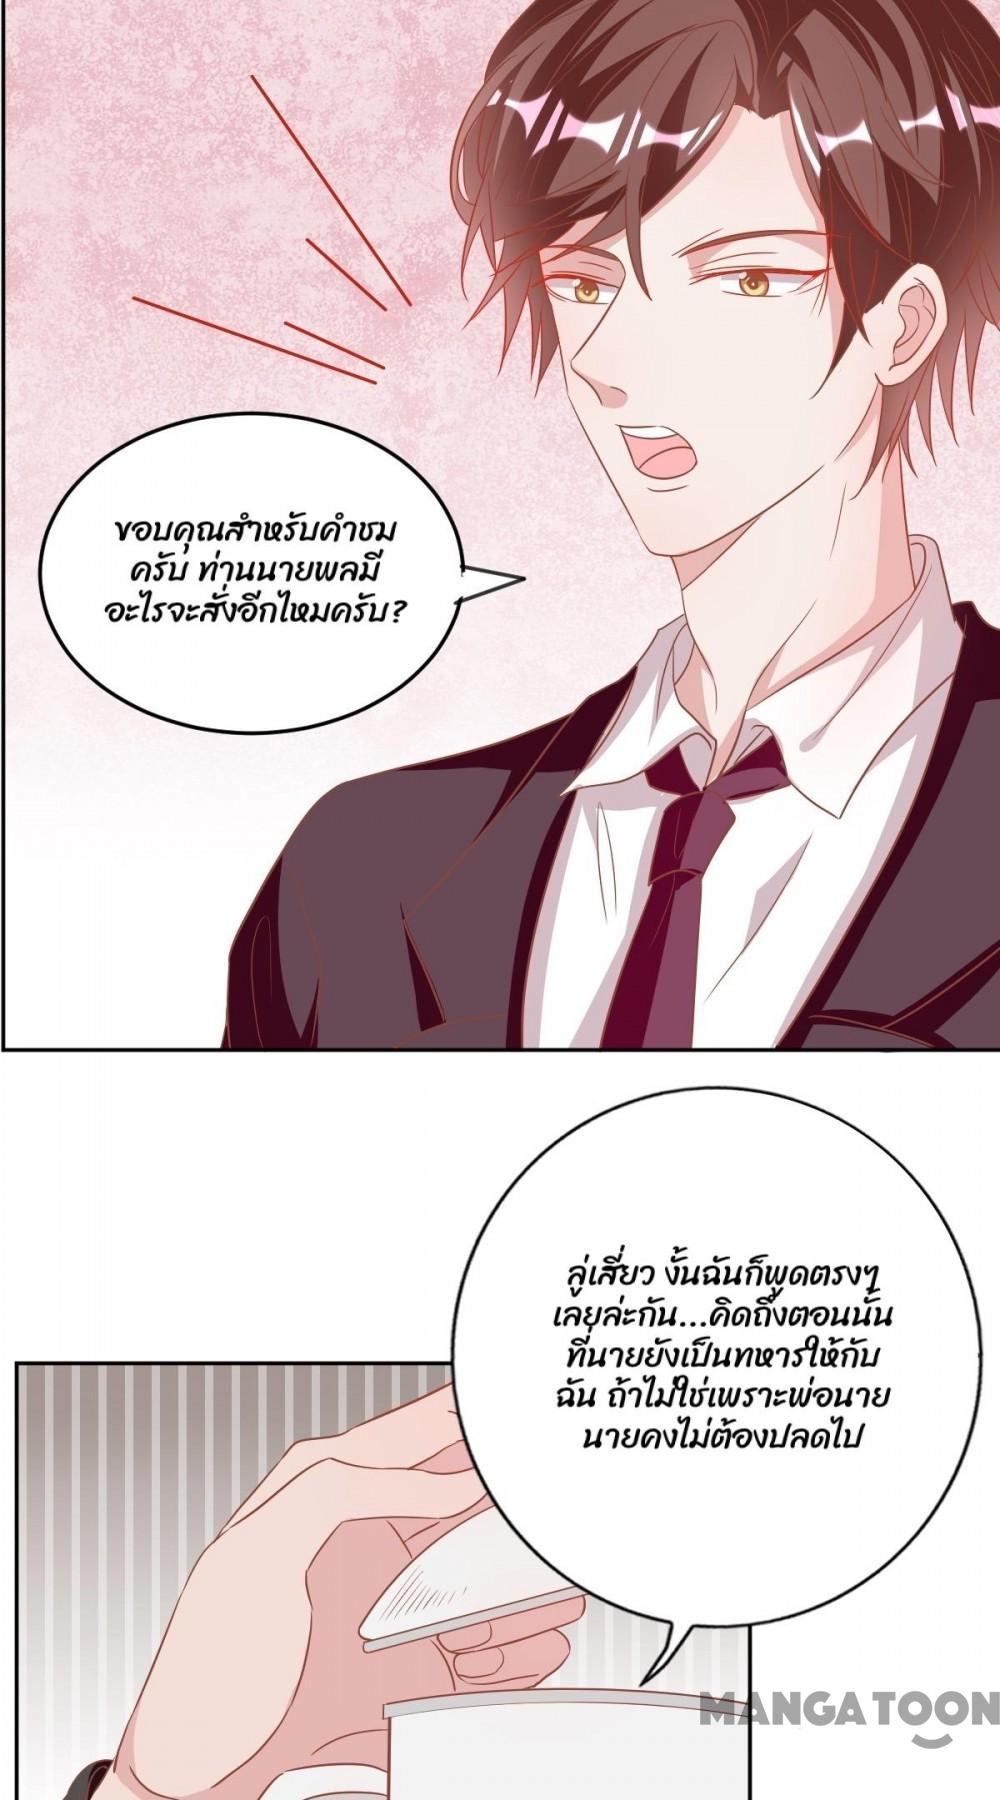 ขอบคุณสำหรับคำชม
ครับ ท่านนายพลมี
อะไรจะสั่งอีกไหมครับ?
ลู่เสี่ยว งั้นฉันก็พูดตรงๆ
เลยล่ะกัน...คิดถึงตอนนั้น
ที่นายยังเป็นทหารให้กับ
ฉัน ถ้าไม่ใช่เพราะพ่อนาย
นายคงไม่ต้องปลดไป
MANGATOON